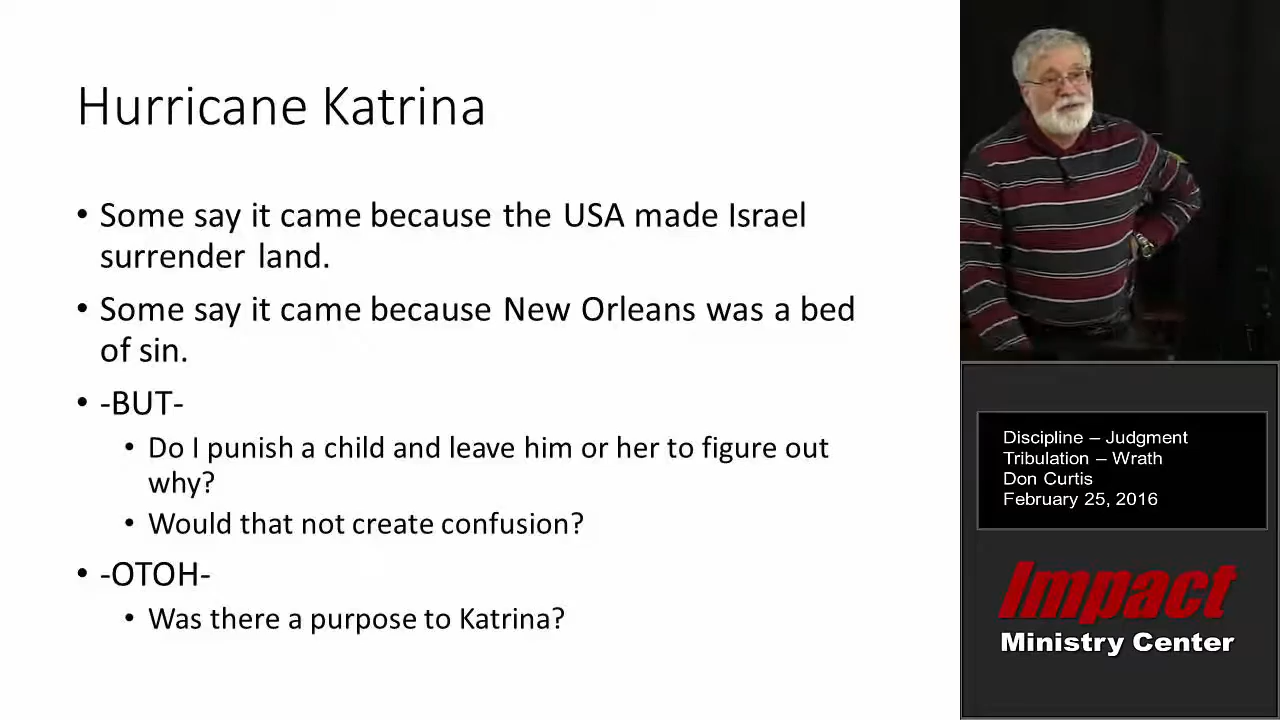 Hurricane Katrina
• Some say it came because the USA made Israel
surrender land.
• Some say it came because New Orleans was a bed
of sin.
• -BUT-
• Do I punish a child and leave him or her to figure out
why?
• Would that not create confusion?
• -OTOH-
• Was there a purpose to Katrina?
Discipline – Judgment
Tribulation – Wrath
Don Curtis
February 25, 2016
Impact
Ministry Center